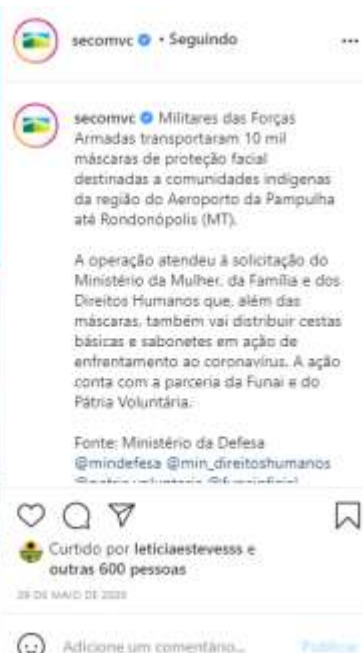 secomvc • Seguindo
...
secomvc Militares das Forças
Armadas transportaram 10 mil
máscaras de proteção facial
destinadas a comunidades indígenas
da região do Aeroporto da Pampulha
até Rondonópolis (MT).
A operação atendeu à solicitação do
Ministério da Mulher, da Família e dos
Direitos Humanos que, além das
máscaras, também vai distribuir cestas
básicas e sabonetes em ação de
enfrentamento ao coronavírus. A ação
conta com a parceria da Funai e do
Pátria Voluntária.
Fonte: Ministério da Defesa
@mindefesa @min_direitoshumanos
Curtido por leticiaestevesss e
outras 600 pessoas
DE MAIO DE 2020
Adicione um comentário... Publicar